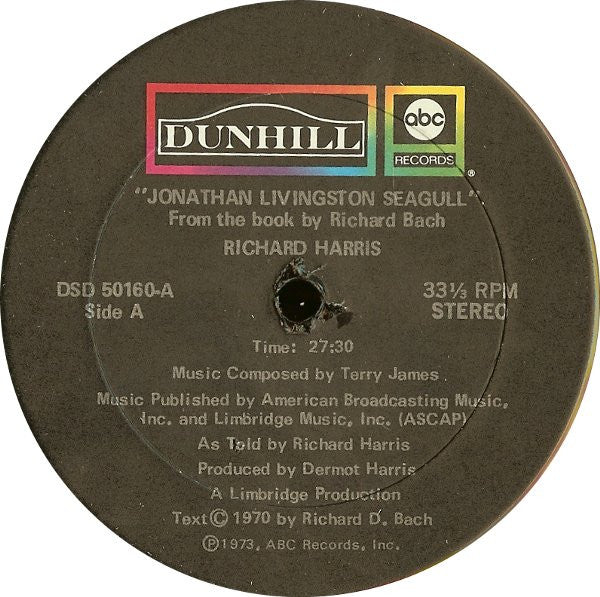 DUNHILL
abc
RECORDS
®
"JONATHAN LIVINGSTON SEAGULL"
From the book by Richard Bach
RICHARD HARRIS
DSD 50160-A
Side A
33⅓ RPM
STEREO
Time: 27:30
Music Composed by Terry James
Music Published by American Broadcasting Music,
Inc. and Limbridge Music, Inc. (ASCAP)
As Told by Richard Harris
Produced by Dermot Harris
A Limbridge Production
Text © 1970 by Richard D. Bach
℗ 1973, ABC Records, Inc.